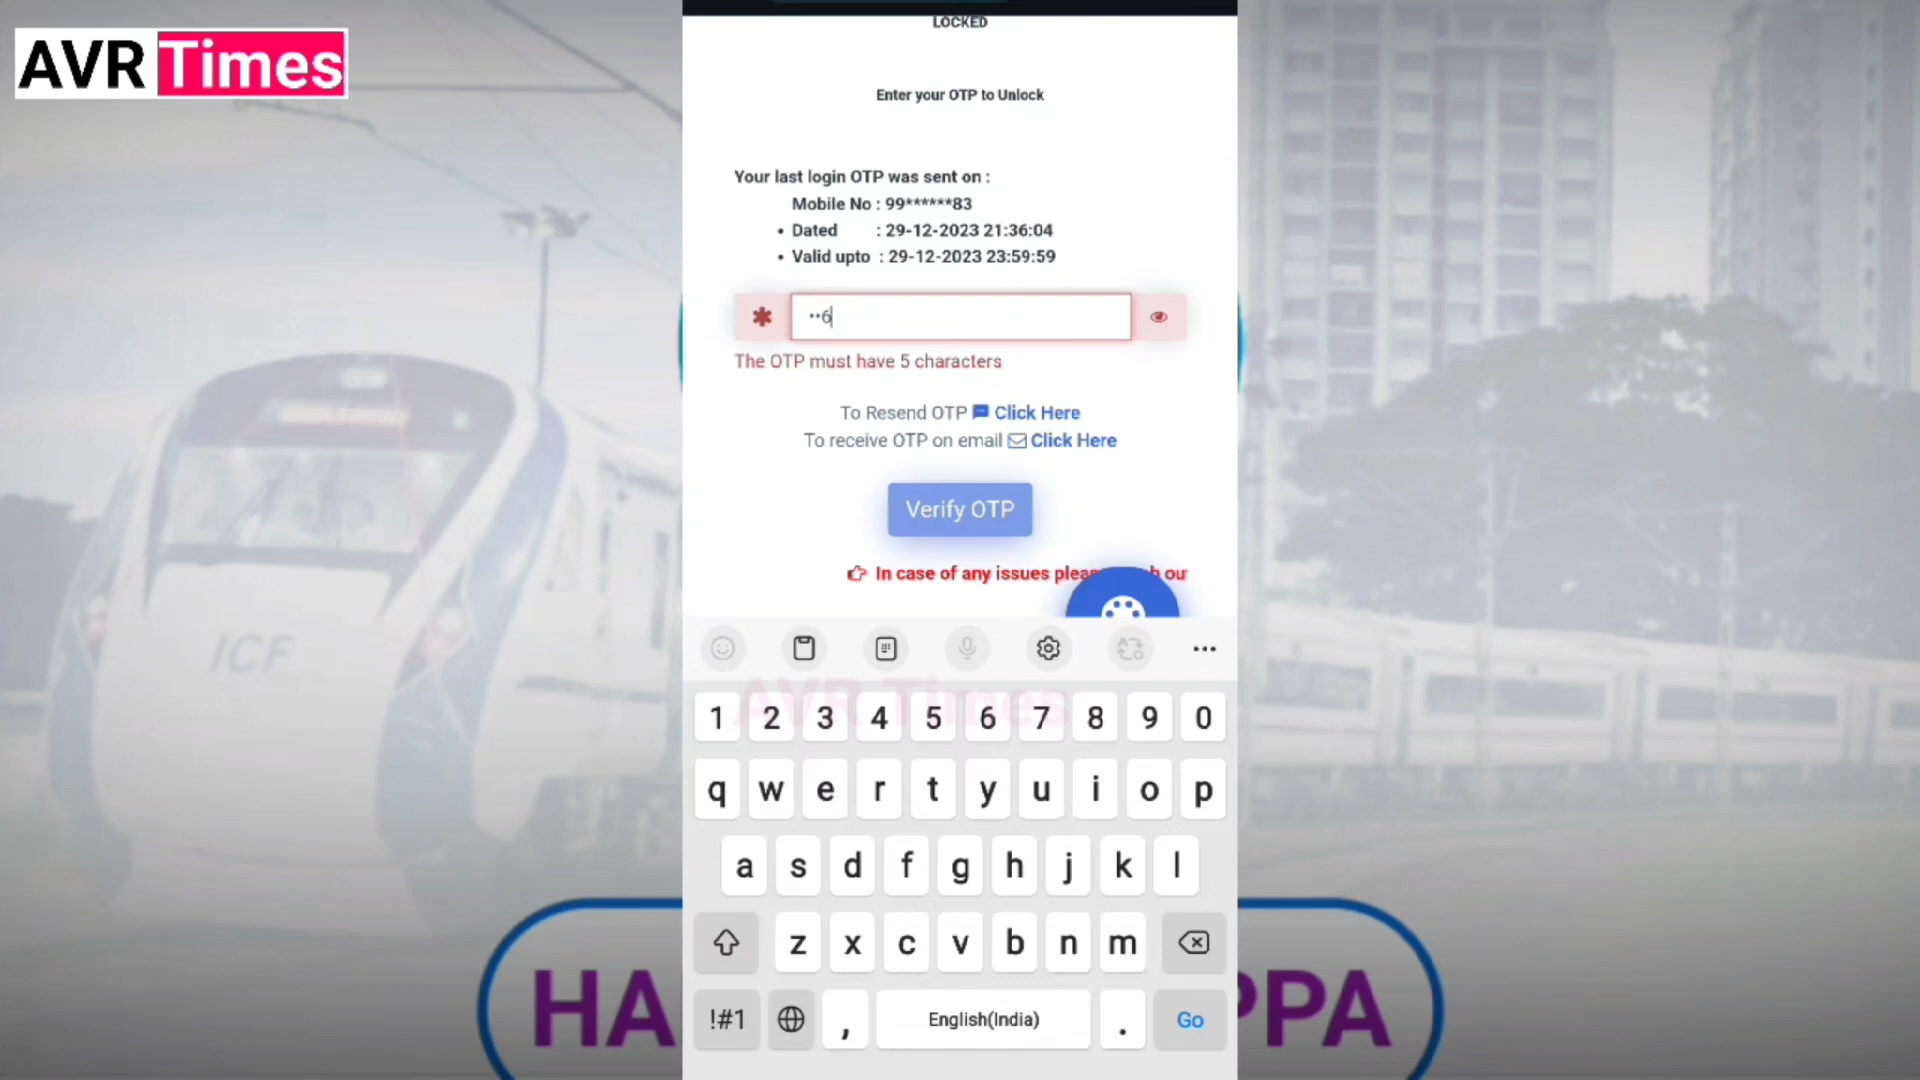 AVR Times
LOCKED
Enter your OTP to Unlock
Your last login OTP was sent on :
Mobile No : 99******83
• Dated : 29-12-2023 21:36:04
• Valid upto : 29-12-2023 23:59:59
••6
The OTP must have 5 characters
To Resend OTP Click Here
To receive OTP on email Click Here
Verify OTP
In case of any issues our
ICF
AVR Times
1 2 3 4 5 6 7 8 9 0
q w e r t y u i o p
a s d f g h j k l
z x c v b n m
!#1 , English(India) . Go
HA PPA